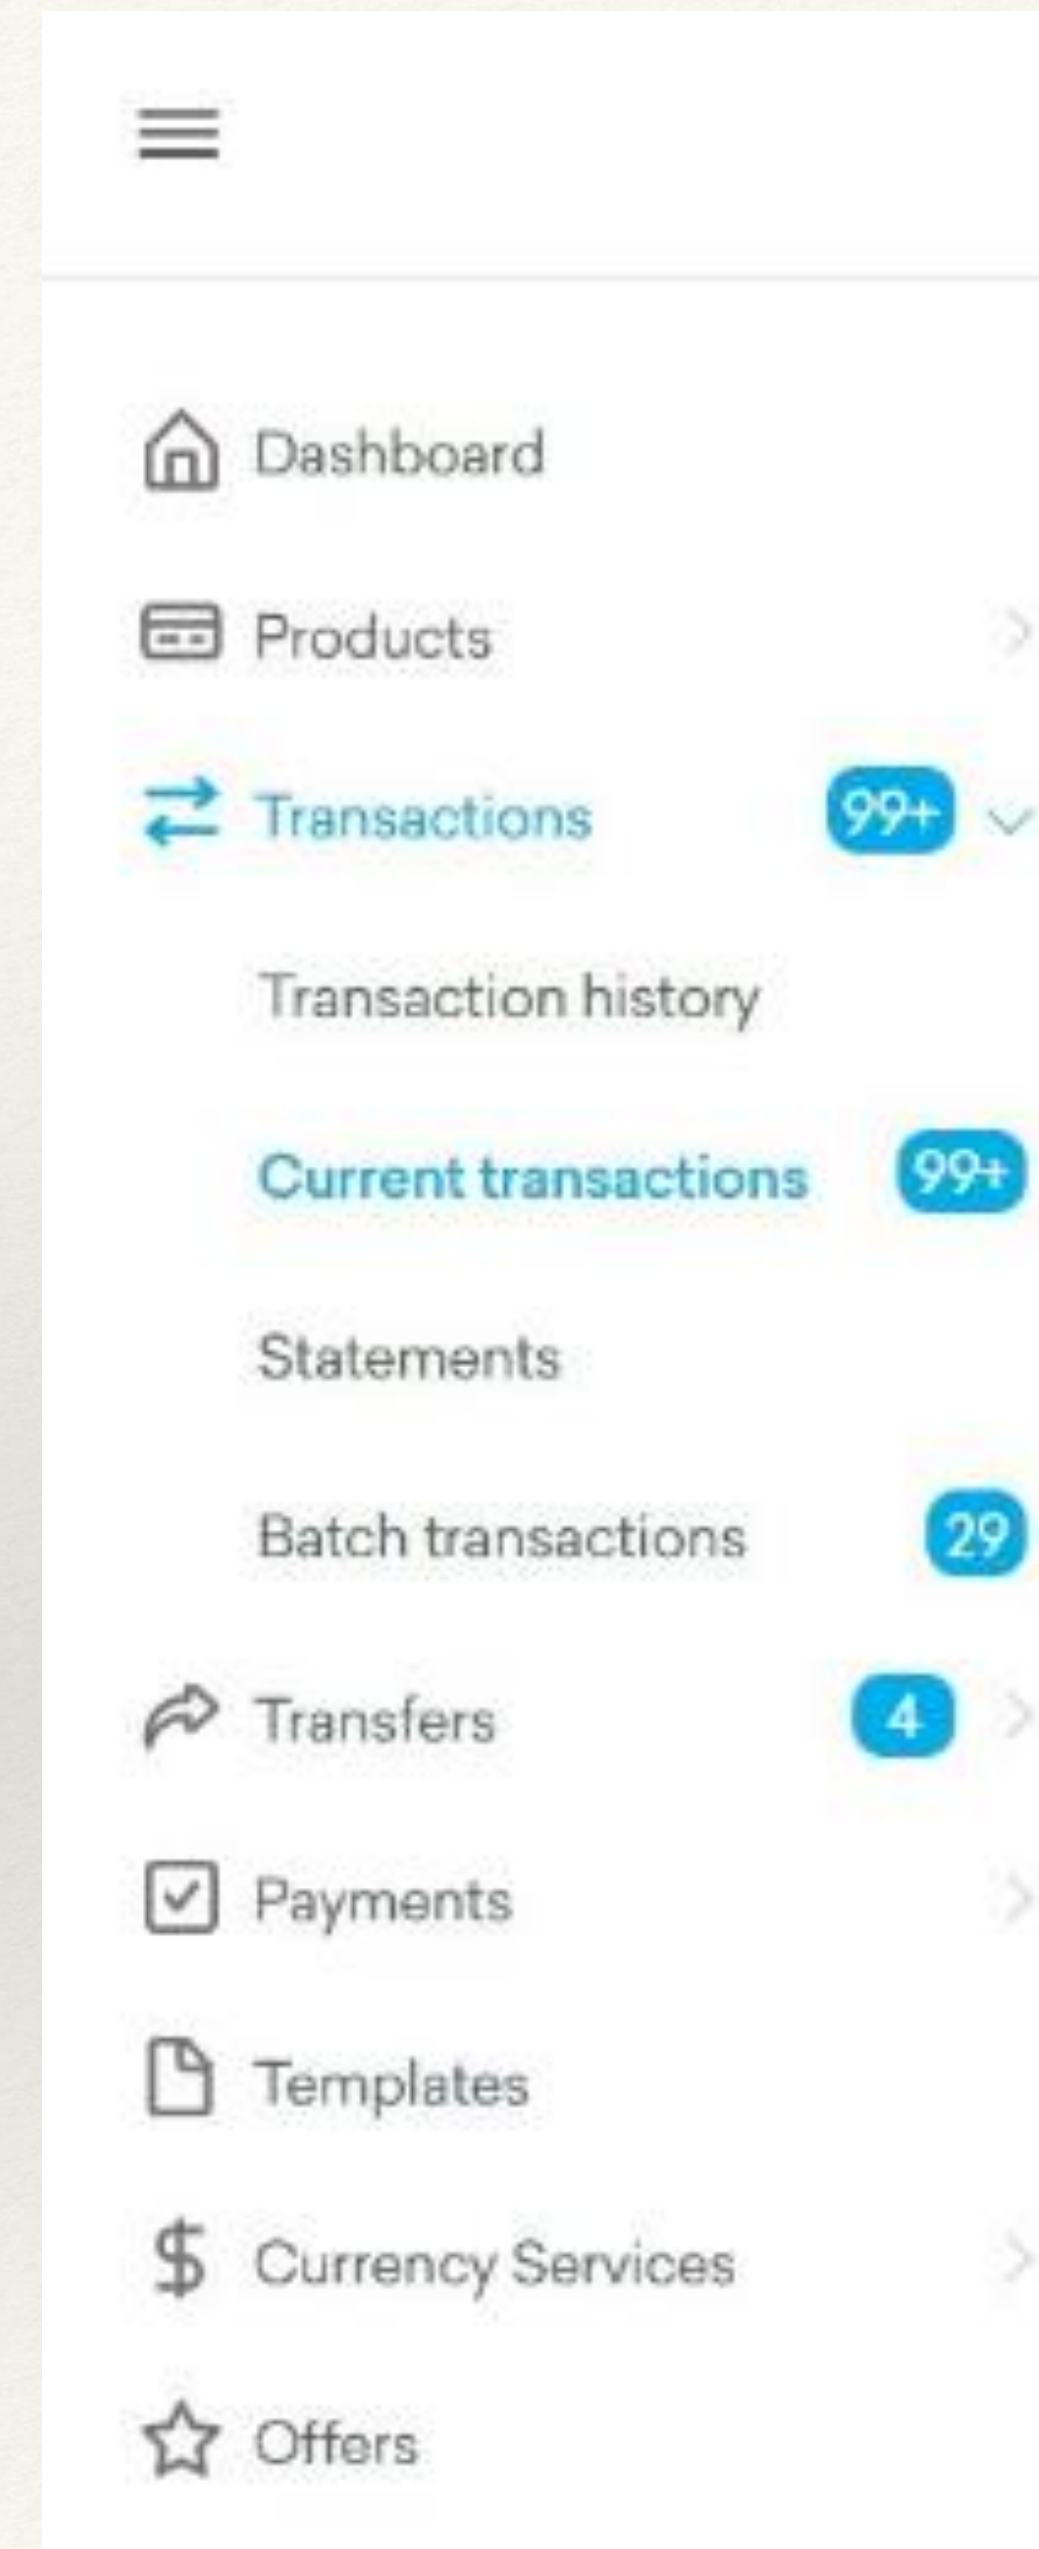 Dashboard
Products
Transactions 99+
Transaction history
Current transactions 99+
Statements
Batch transactions 29
Transfers 4
Payments
Templates
Currency Services
Offers